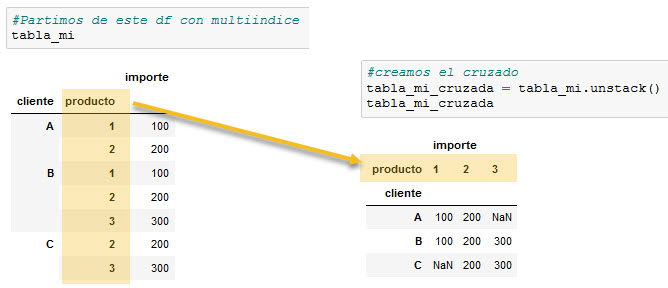 #Partimos de este df con multiindice
tabla_mi
importe
cliente producto
A 1 100
2 200
B 1 100
2 200
3 300
C 2 200
3 300
#creamos el cruzado
tabla_mi_cruzada = tabla_mi.unstack()
tabla_mi_cruzada
importe
producto 1 2 3
cliente
A 100 200 NaN
B 100 200 300
C NaN 200 300